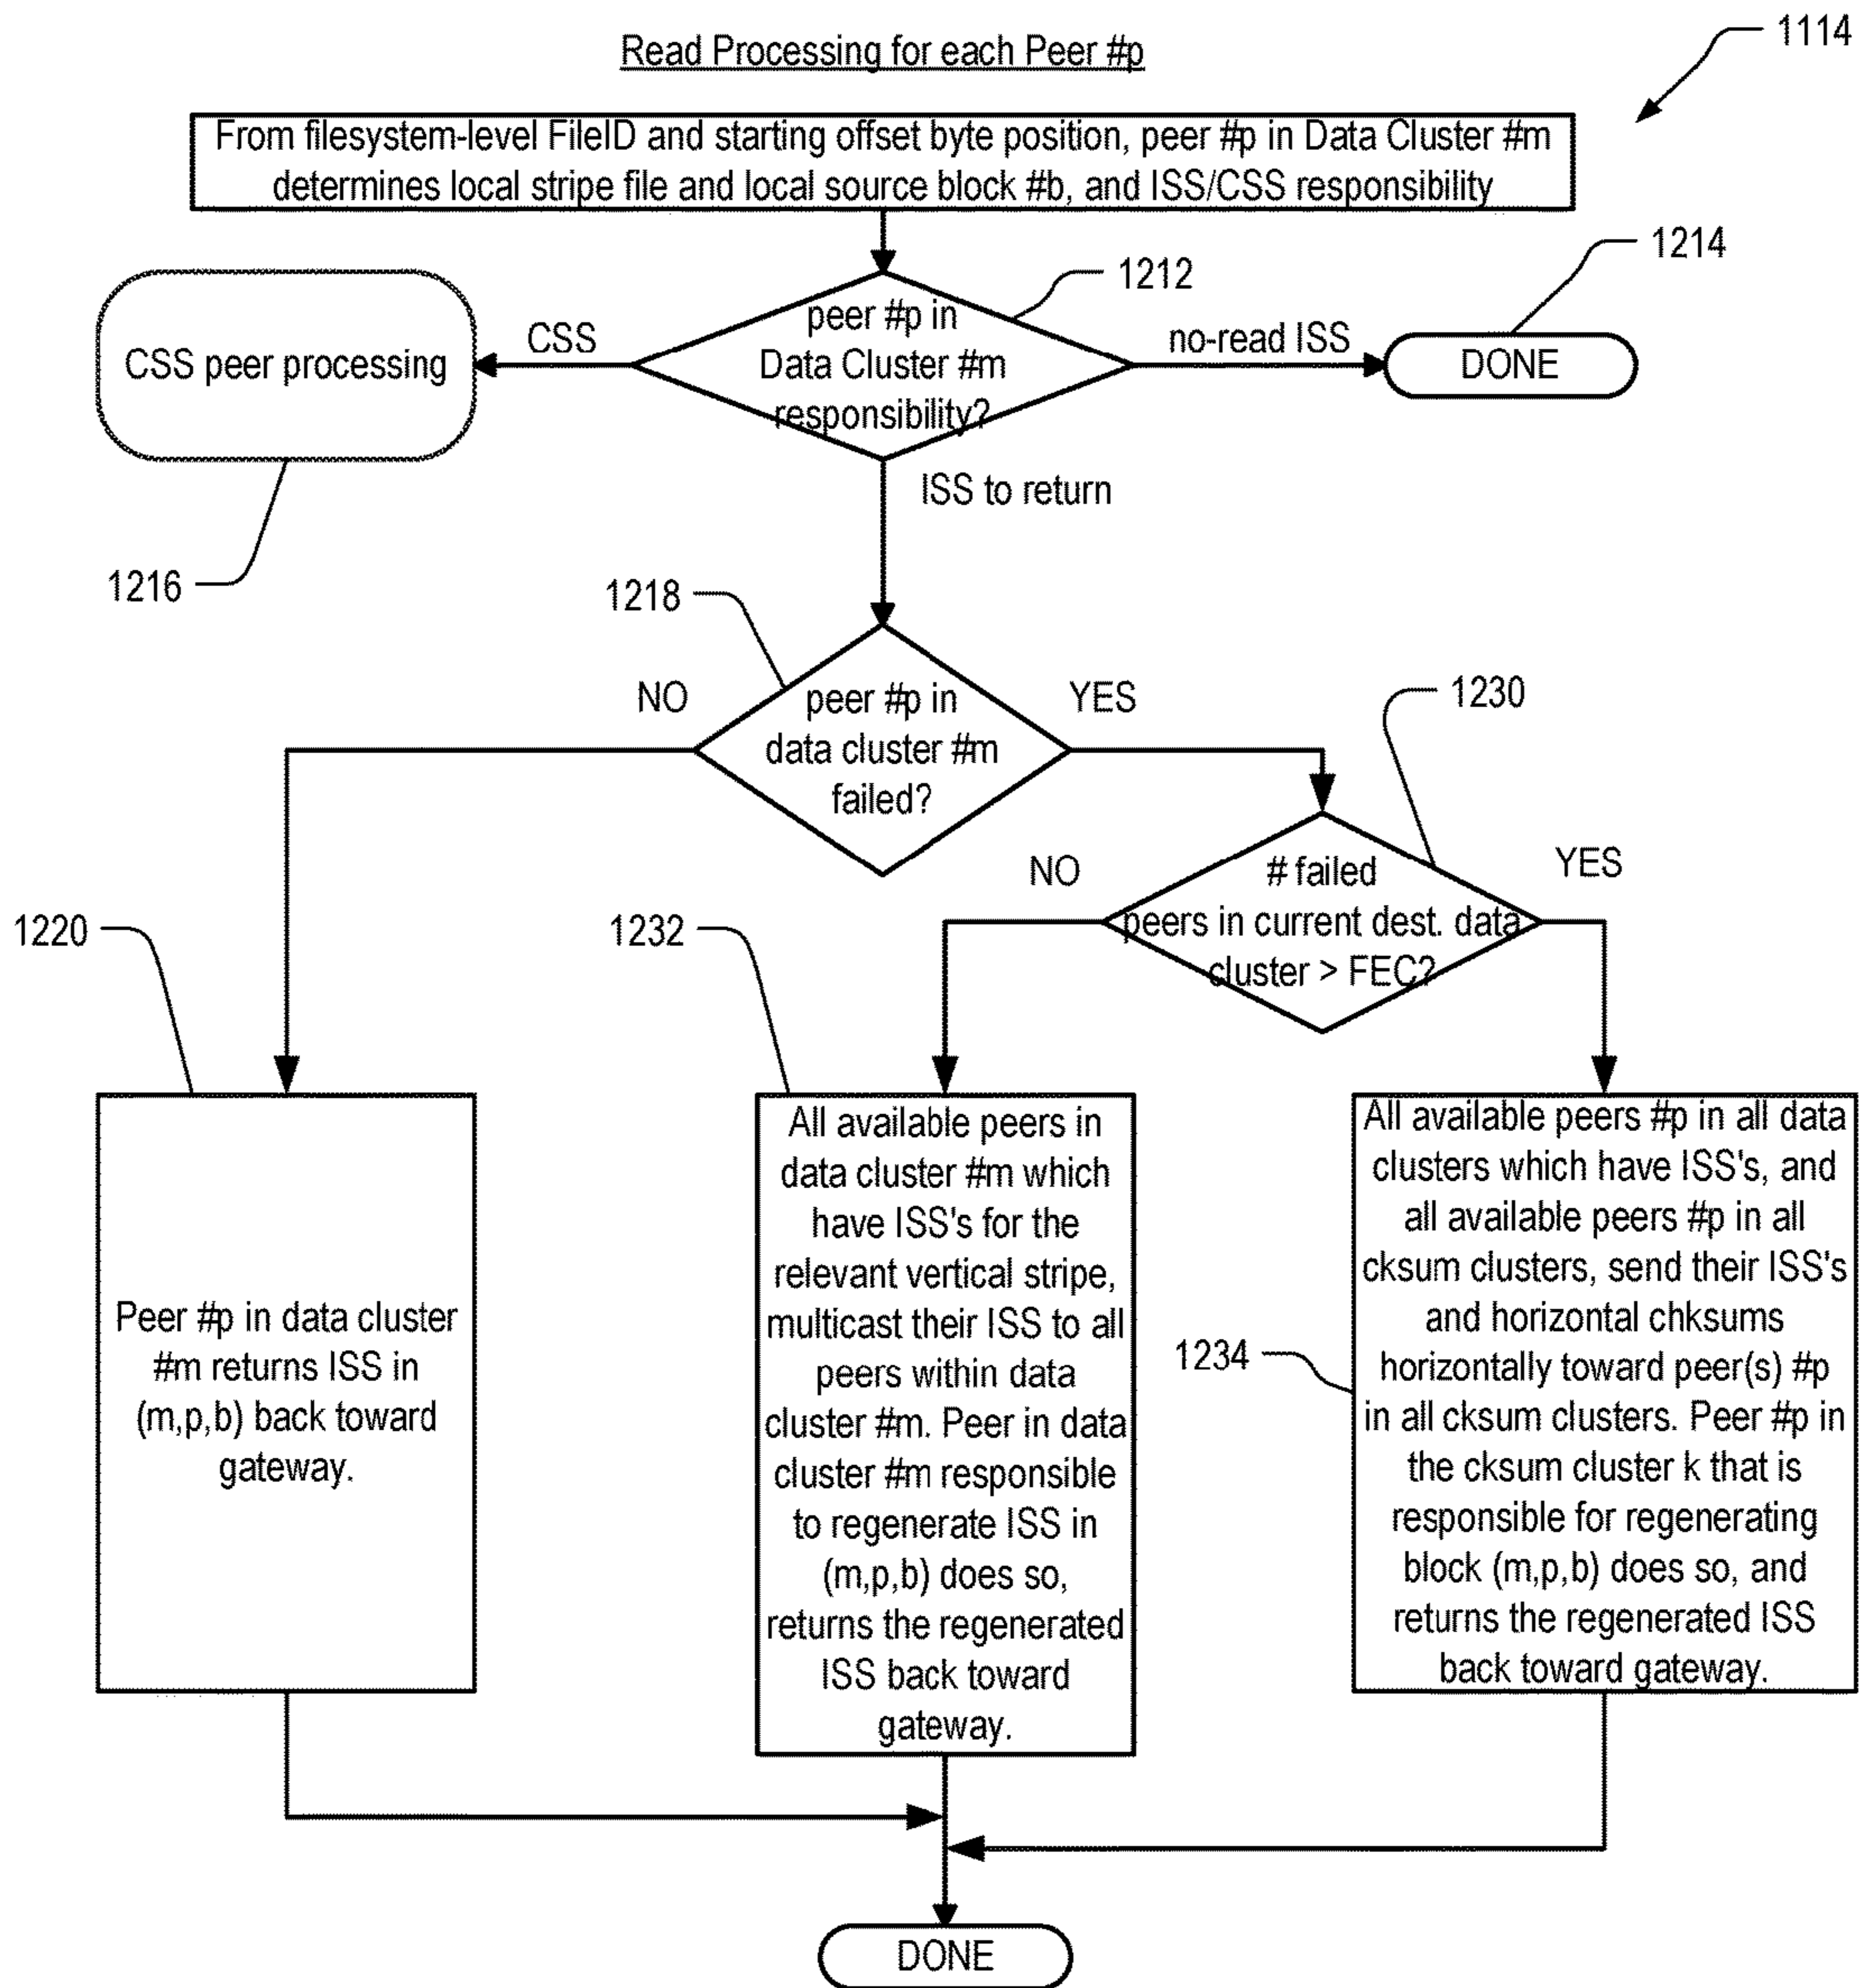 Read Processing for each Peer #p
1114
From filesystem-level FileID and starting offset byte position, peer #p in Data Cluster #m
determines local stripe file and local source block #b, and ISS/CSS responsibility
1214
1212
peer #p in
Data Cluster #m
responsibility?
CSS
CSS peer processing
no-read ISS
DONE
ISS to return
1216
1218
NO
peer #p in
data cluster #m
failed?
YES
1230
NO
# failed
peers in current dest. data
cluster > FEC?
YES
1220
1232
Peer #p in data cluster
#m returns ISS in
(m,p,b) back toward
gateway.
All available peers in
data cluster #m which
have ISS's for the
relevant vertical stripe,
multicast their ISS to all
peers within data
cluster #m. Peer in data
cluster #m responsible
to regenerate ISS in
(m,p,b) does so,
returns the regenerated
ISS back toward
gateway.
1234
All available peers #p in all data
clusters which have ISS's, and
all available peers #p in all
cksum clusters, send their ISS's
and horizontal chksums
horizontally toward peer(s) #p
in all cksum clusters. Peer #p in
the cksum cluster k that is
responsible for regenerating
block (m,p,b) does so, and
returns the regenerated ISS
back toward gateway.
DONE